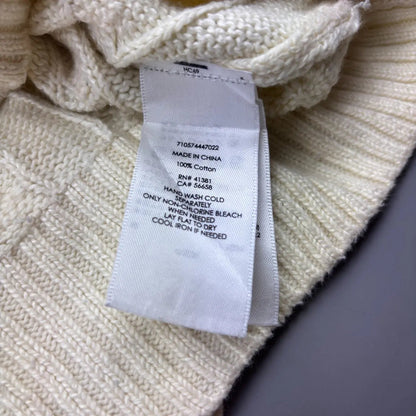 HC69
710574447022
MADE IN CHINA
100% Cotton
RN# 41381
CA# 56658
HAND WASH COLD
SEPARATELY
ONLY NON-CHLORINE BLEACH
WHEN NEEDED
LAY FLAT TO DRY
COOL IRON IF NEEDED